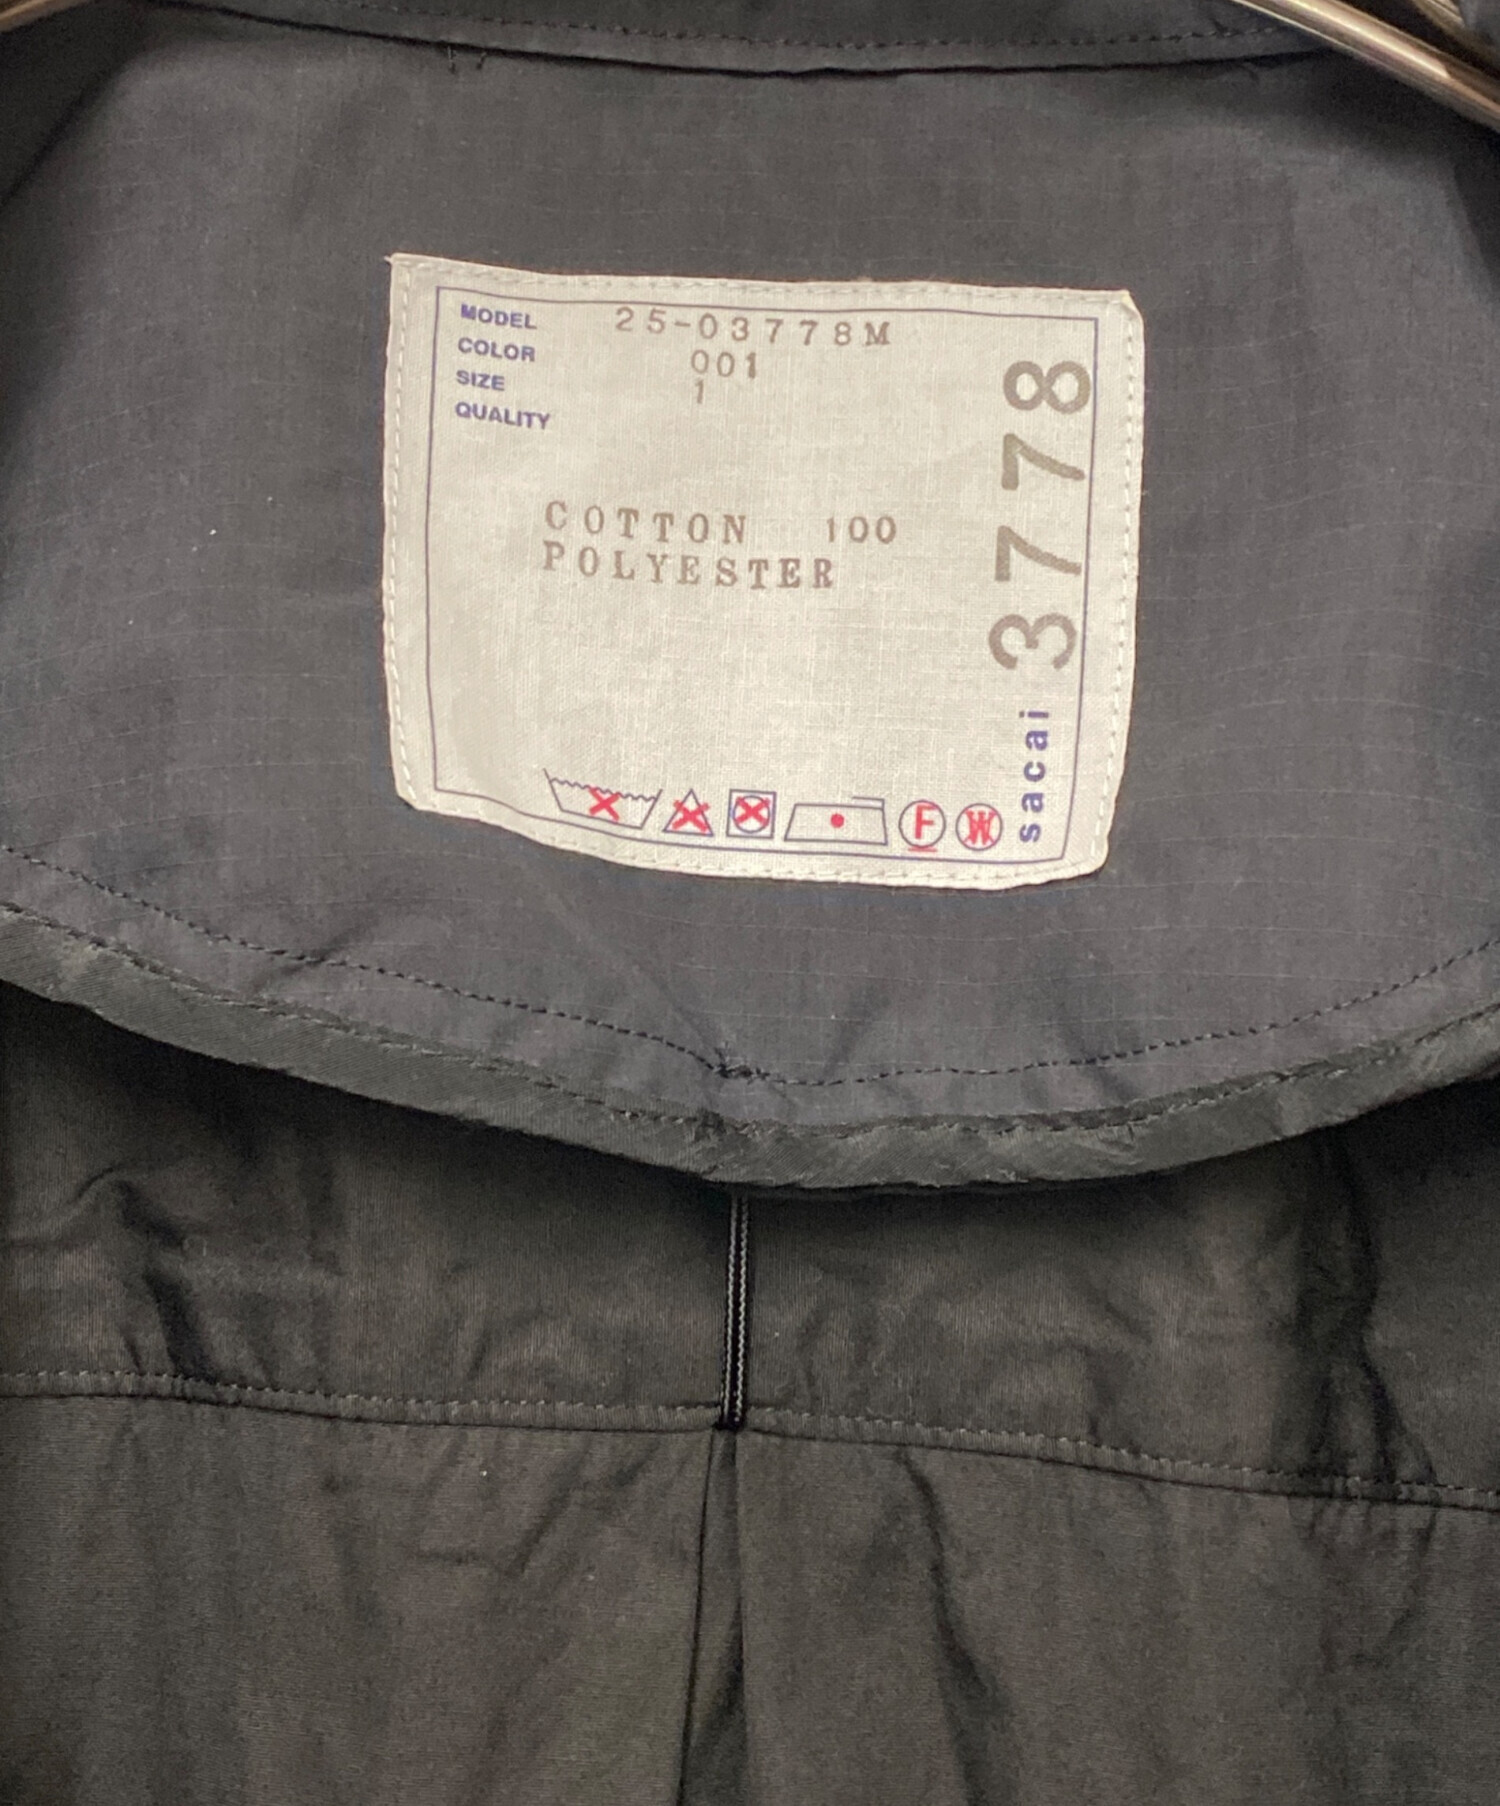 MODEL 25-03778M
COLOR 001
SIZE 1
QUALITY
COTTON 100
POLYESTER
F W
sacai 3778